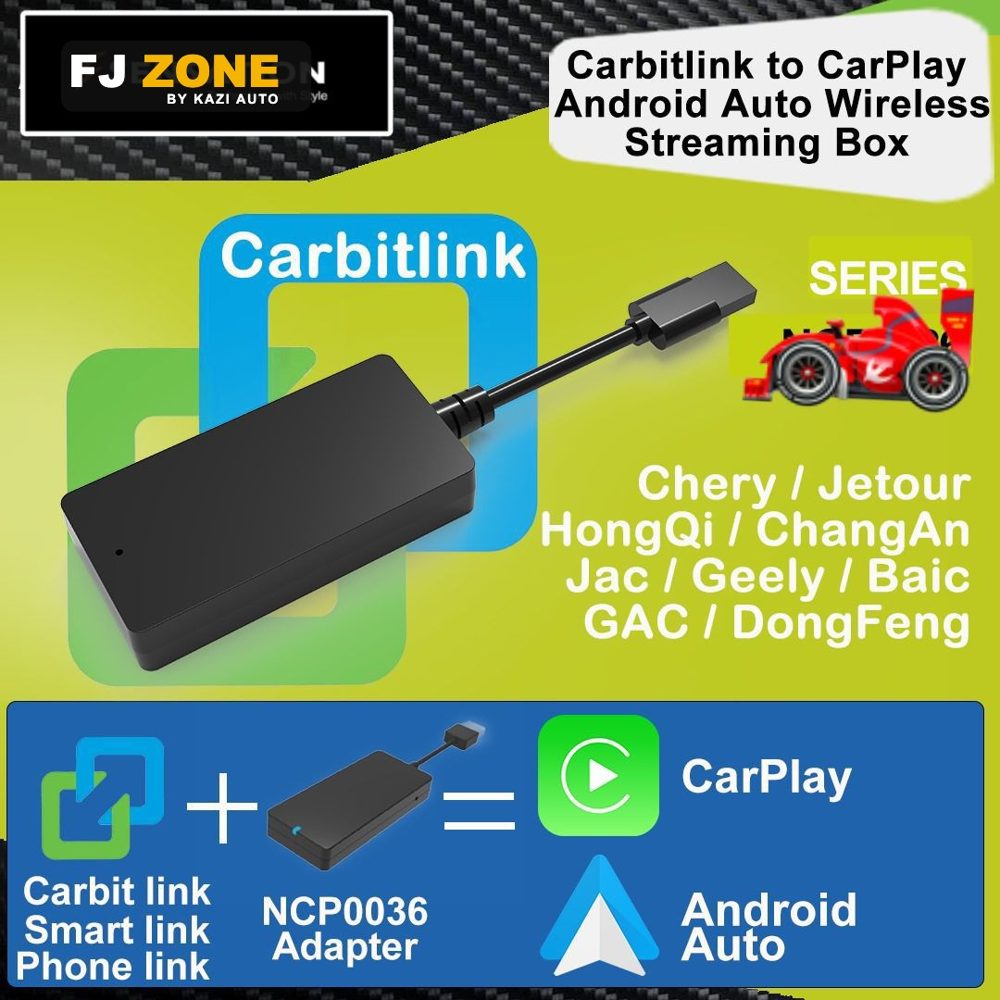 FJ ZONE
BY KAZI AUTO
Carbitlink to CarPlay
Android Auto Wireless
Streaming Box
Carbitlink
SERIES
Chery / Jetour
HongQi / ChangAn
Jac / Geely / Baic
GAC / DongFeng
Carbit link
Smart link
Phone link
NCP0036
Adapter
CarPlay
Android
Auto